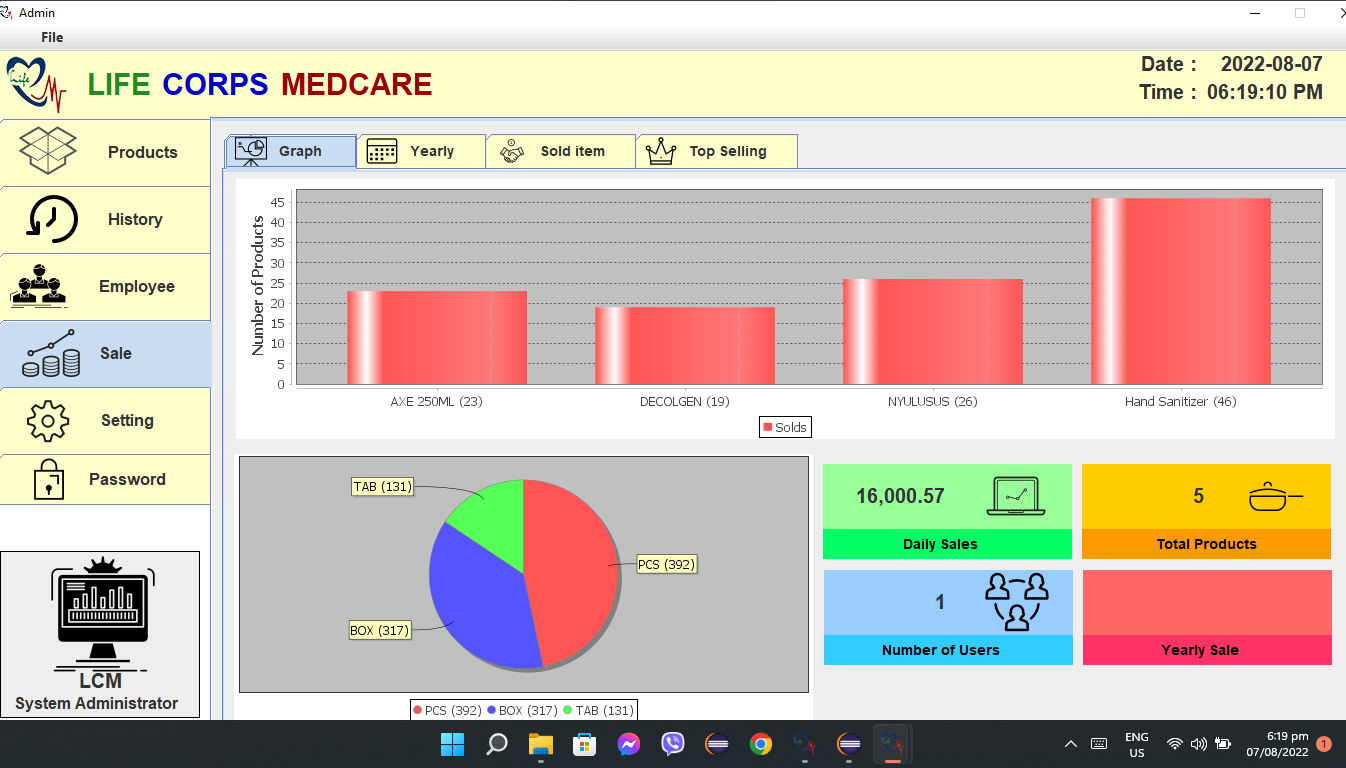 Admin
File
Life
LIFE CORPS MEDCARE
Date : 2022-08-07
Time : 06:19:10 PM
Products
History
Employee
Sale
Setting
Password
LCM
System Administrator
Graph
Yearly
Sold item
Top Selling
Number of Products
45
40
35
30
25
20
15
10
5
0
AXE 250ML (23)
DECOLGEN (19)
NYULUSUS (26)
Hand Sanitizer (46)
Solds
TAB (131)
PCS (392)
BOX (317)
PCS (392) BOX (317) TAB (131)
16,000.57
Daily Sales
5
Total Products
1
Number of Users
Yearly Sale
ENG
US
6:19 pm
07/08/2022
1